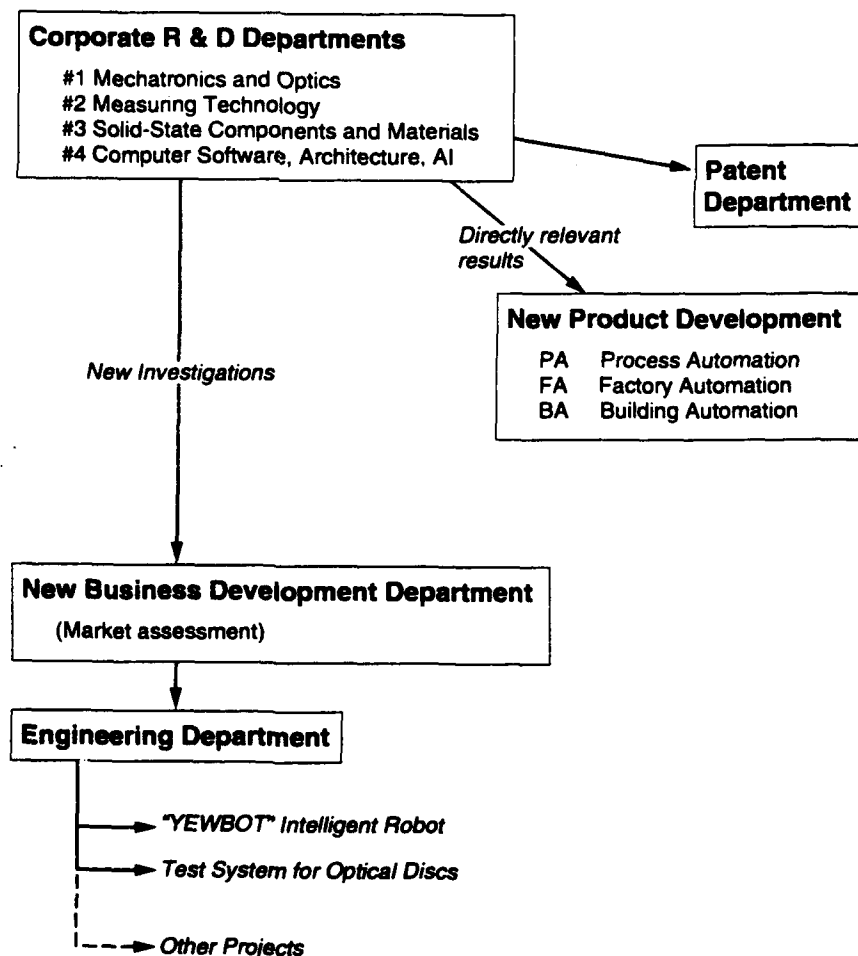 Corporate R & D Departments
#1 Mechatronics and Optics
#2 Measuring Technology
#3 Solid-State Components and Materials
#4 Computer Software, Architecture, AI
Patent
Department
Directly relevant
results
New Product Development
PA Process Automation
FA Factory Automation
BA Building Automation
New Investigations
New Business Development Department
(Market assessment)
Engineering Department
"YEWBOT" Intelligent Robot
Test System for Optical Discs
Other Projects